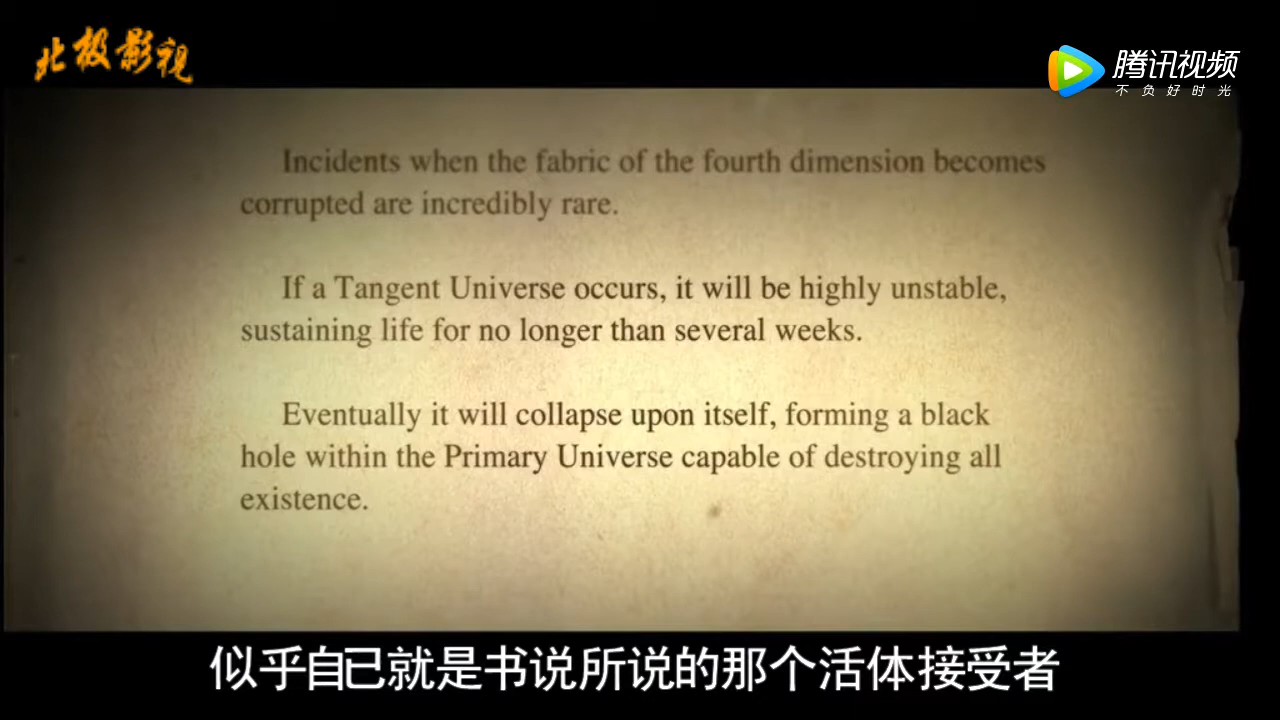 北极影视
腾讯视频
不负好时光
Incidents when the fabric of the fourth dimension becomes
corrupted are incredibly rare.
If a Tangent Universe occurs, it will be highly unstable,
sustaining life for no longer than several weeks.
Eventually it will collapse upon itself, forming a black
hole within the Primary Universe capable of destroying all
existence.
似乎自已就是书说所说的那个活体接受者